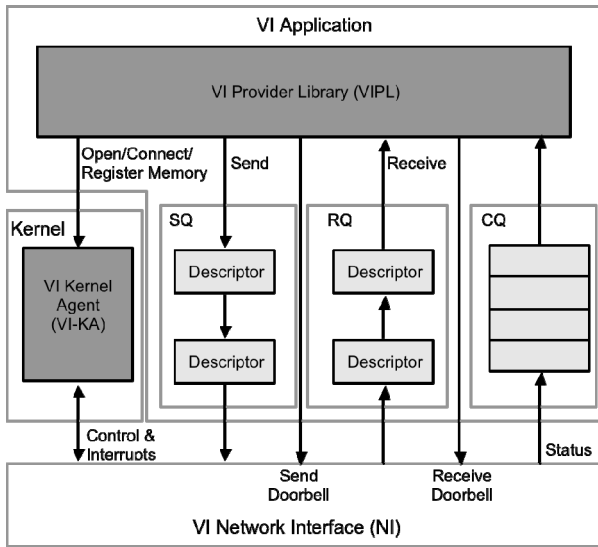 VI Application
VI Provider Library (VIPL)
Open/Connect/
Register Memory
Send
Receive
Kernel
SQ
RQ
CQ
VI Kernel
Agent
(VI-KA)
Descriptor
Descriptor
Descriptor
Descriptor
Control &
Interrupts
Send
Doorbell
Receive
Doorbell
Status
VI Network Interface (NI)